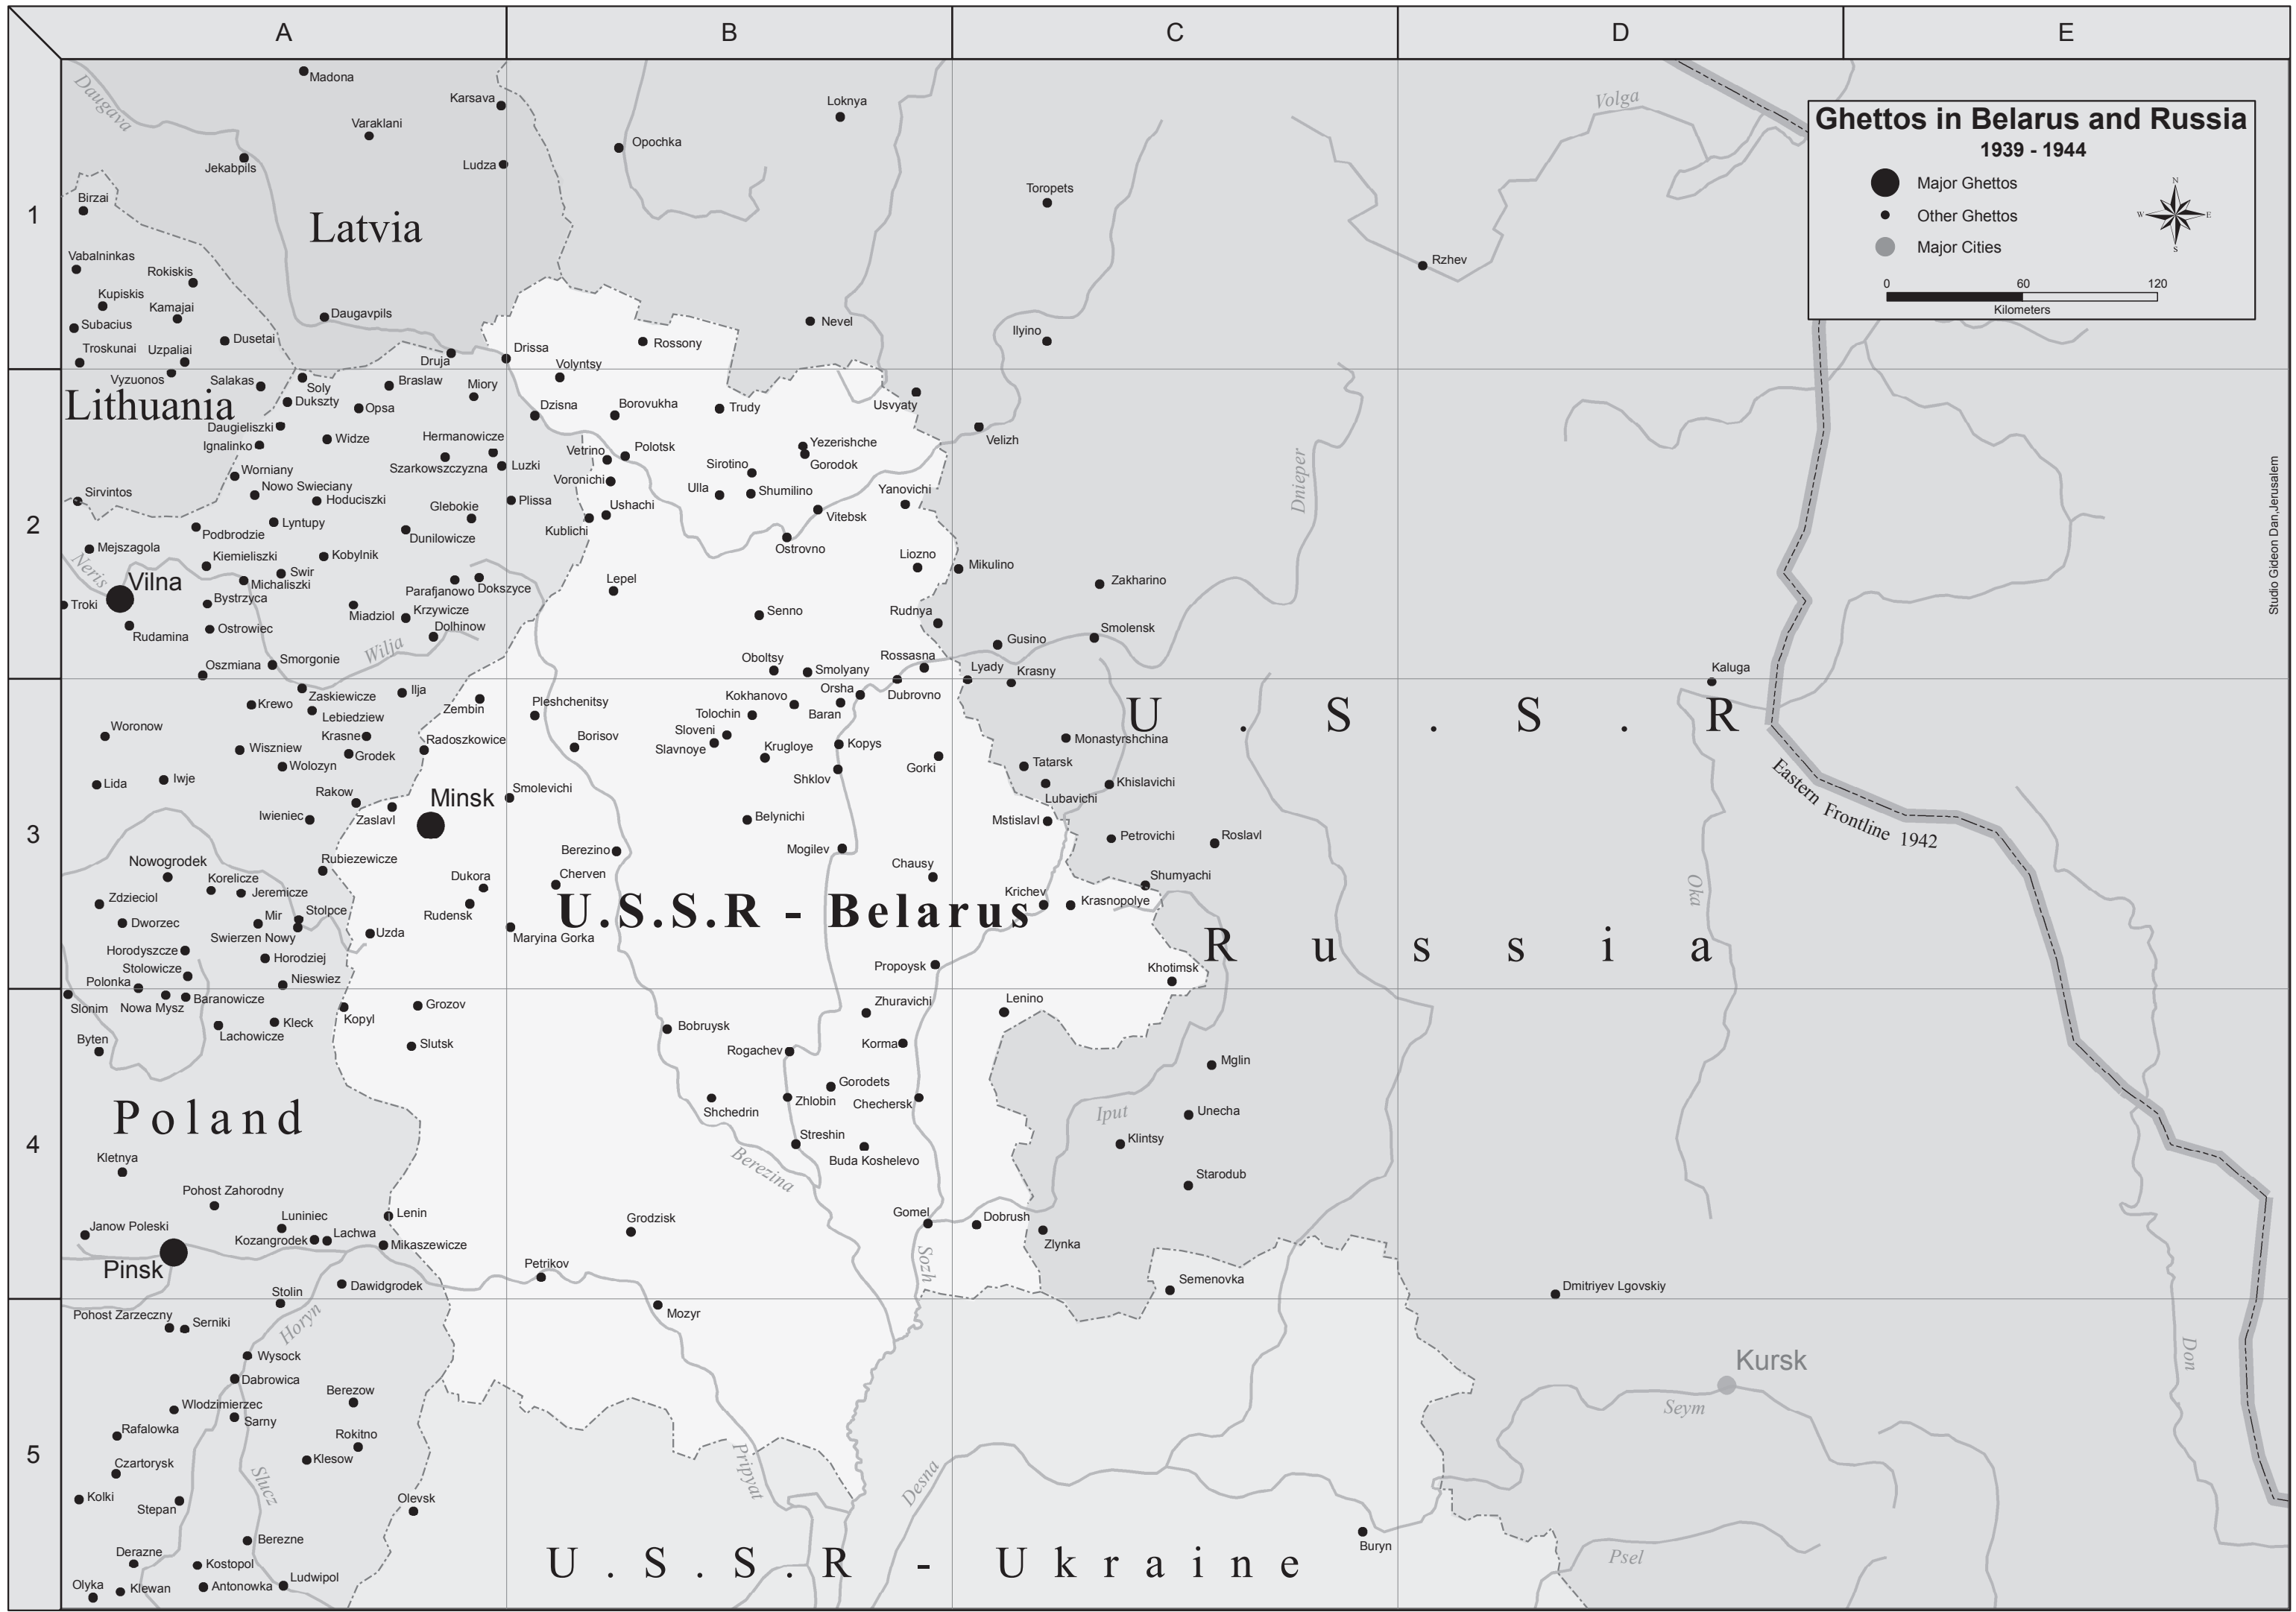 A
B
C
D
E
1
2
3
4
5
Ghettos in Belarus and Russia
1939 - 1944
Major Ghettos
Other Ghettos
Major Cities
N
W
E
S
0
60
120
Kilometers
Studio Gideon Dan,Jerusalem
Daugava
Madona
Karsava
Varaklani
Ludza
Jekabpils
Birzai
Latvia
Vabalninkas
Rokiskis
Kupiskis
Kamajai
Subacius
Daugavpils
Dusetai
Troskunai
Uzpaliai
Druja
Drissa
Opochka
Loknya
Nevel
Rossony
Volyntsy
Toropets
Ilyino
Rzhev
Volga
Vyzuonos
Salakas
Soly
Braslaw
Miory
Lithuania
Dukszty
Opsa
Daugieliszki
Ignalinko
Widze
Hermanowicze
Szarkowszczyzna
Luzki
Worniany
Nowo Swieciany
Hoduciszki
Sirvintos
Glebokie
Plissa
Podbrodzie
Lyntupy
Dunilowicze
Mejszagola
Kiemieliszki
Kobylnik
Neris
Vilna
Swir
Michaliszki
Parafjanowo
Dokszyce
Troki
Bystrzyca
Miadziol
Krzywicze
Rudamina
Ostrowiec
Dolhinow
Wilja
Oszmiana
Smorgonie
Dzisna
Borovukha
Trudy
Usvyaty
Vetrino
Polotsk
Yezerishche
Gorodok
Sirotino
Voronichi
Ulla
Shumilino
Yanovichi
Ushachi
Kublichi
Vitebsk
Ostrovno
Liozno
Lepel
Senno
Rudnya
Oboltsy
Smolyany
Rossasna
Velizh
Dnieper
Mikulino
Zakharino
Gusino
Smolensk
Lyady
Krasny
Kaluga
Zaskiewicze
Ilja
Krewo
Lebiedziew
Zembin
Woronow
Krasne
Radoszkowice
Wiszniew
Grodek
Wolozyn
Lida
Iwje
Rakow
Minsk
Iwieniec
Zaslavl
Nowogrodek
Rubiezewicze
Korelicze
Jeremicze
Dukora
Zdzieciol
Mir
Stolpce
Rudensk
Dworzec
Swierzen Nowy
Uzda
Horodyszcze
Horodziej
Stolowicze
Polonka
Nieswiez
Pleshchenitsy
Kokhanovo
Orsha
Dubrovno
Tolochin
Baran
Sloveni
Borisov
Slavnoye
Krugloye
Kopys
Shklov
Gorki
Smolevichi
Belynichi
Berezino
Mogilev
Cherven
Chausy
U.S.S.R - Belarus
Maryina Gorka
Propoysk
U . S . S . R
Monastyrshchina
Tatarsk
Lubavichi
Khislavichi
Mstislavl
Petrovichi
Roslavl
Shumyachi
Krichev
Krasnopolye
Khotimsk
Russia
Oka
Eastern Frontline 1942
Slonim
Nowa Mysz
Baranowicze
Kopyl
Grozov
Lachowicze
Kleck
Byten
Slutsk
Poland
Kletnya
Pohost Zahorodny
Luniniec
Lenin
Janow Poleski
Kozangrodek
Lachwa
Mikaszewicze
Pinsk
Dawidgrodek
Bobruysk
Zhuravichi
Rogachev
Korma
Gorodets
Shchedrin
Zhlobin
Chechersk
Streshin
Buda Koshelevo
Berezina
Grodzisk
Gomel
Sozh
Petrikov
Lenino
Mglin
Iput
Unecha
Klintsy
Starodub
Dobrush
Zlynka
Semenovka
Dmitriyev Lgovskiy
Stolin
Pohost Zarzeczny
Serniki
Horyn
Wysock
Dabrowica
Berezow
Wlodzimierzec
Sarny
Rafalowka
Rokitno
Klesow
Czartorysk
Slucz
Kolki
Stepan
Olevsk
Berezne
Derazne
Kostopol
Olyka
Klewan
Antonowka
Ludwipol
Mozyr
Pripyat
Desna
U . S . S . R - Ukraine
Buryn
Kursk
Seym
Psel
Don